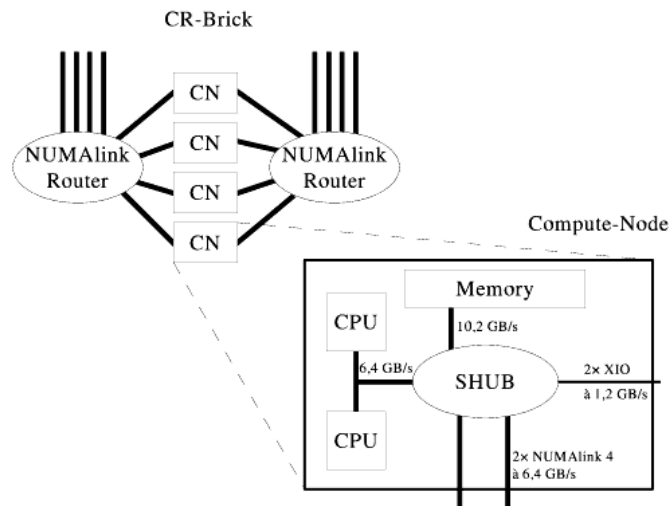 CR-Brick
CN
NUMAlink
Router
CN
CN
CN
NUMAlink
Router
Compute-Node
Memory
CPU
10,2 GB/s
6,4 GB/s
SHUB
2× XIO
à 1,2 GB/s
CPU
2× NUMAlink 4
à 6,4 GB/s